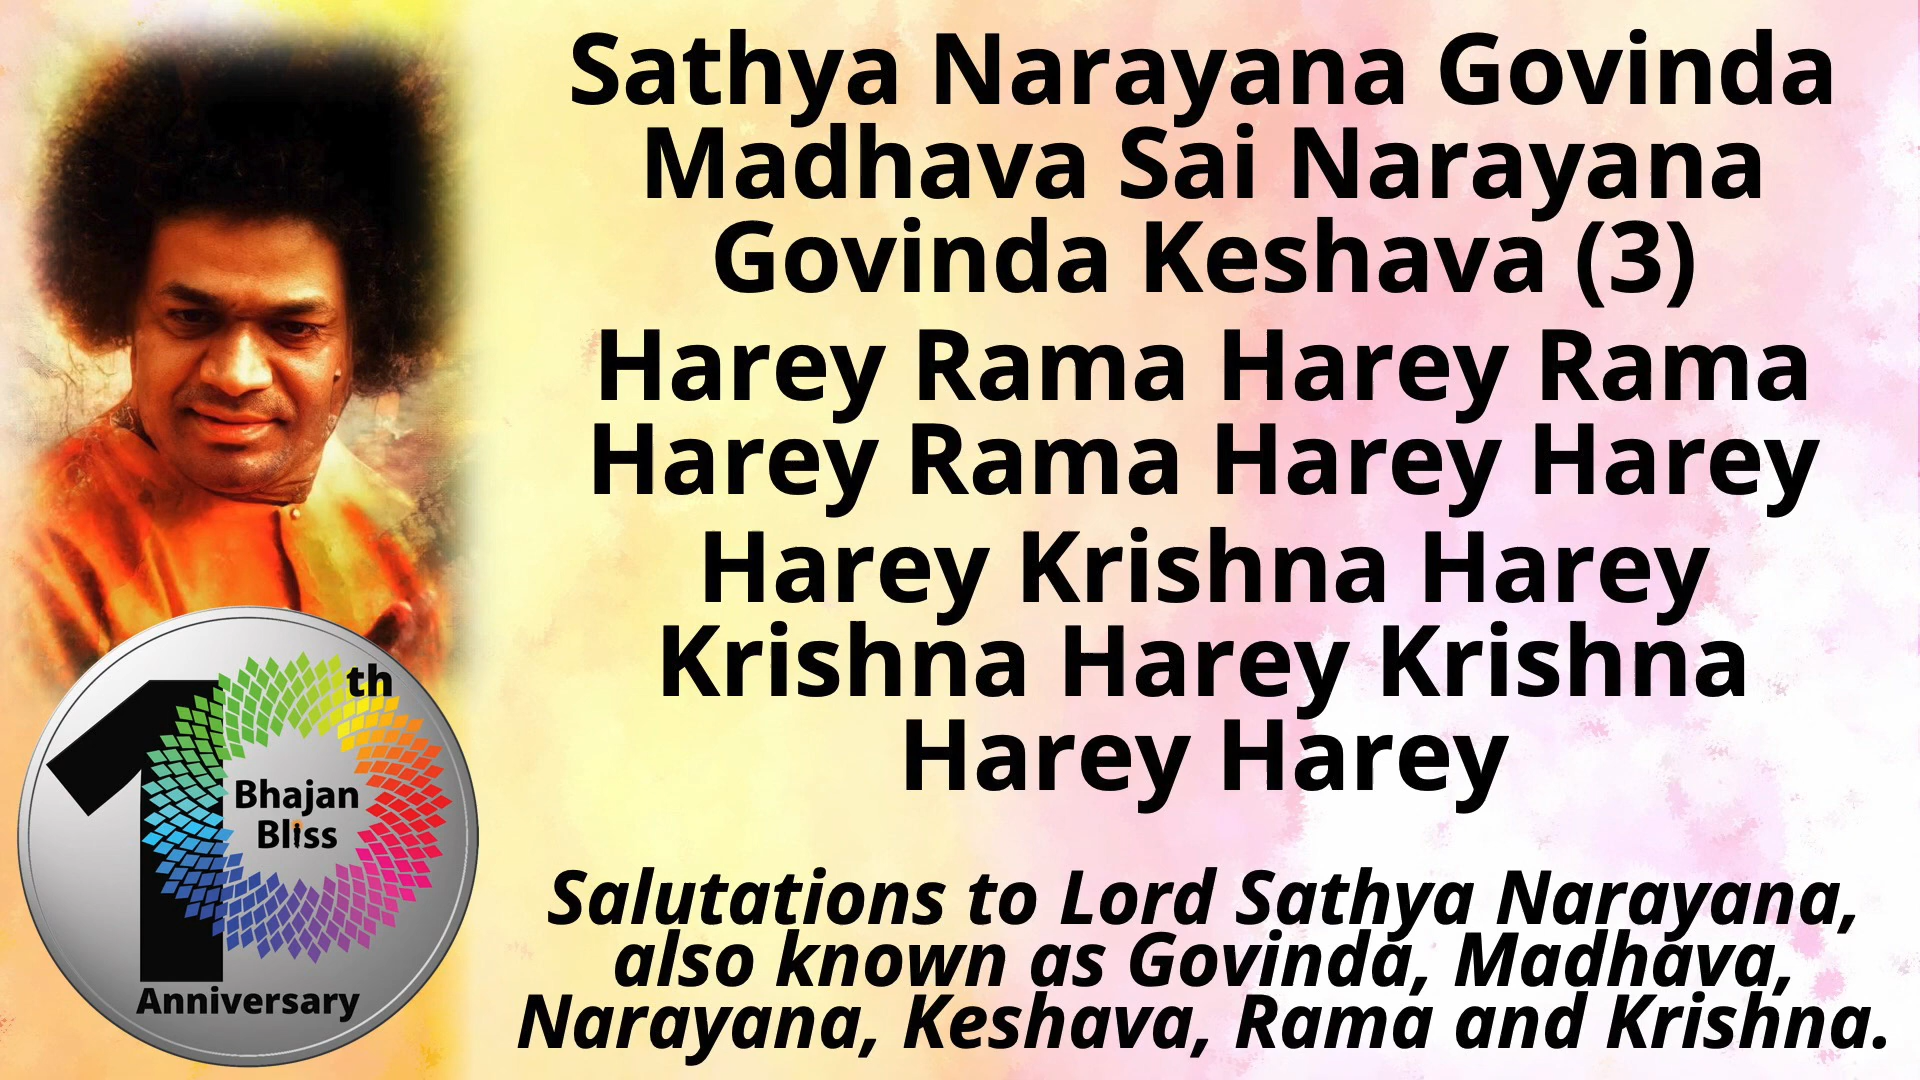 Sathya Narayana Govinda
Madhava Sai Narayana
Govinda Keshava (3)
Harey Rama Harey Rama
Harey Rama Harey Harey
Harey Krishna Harey
Krishna Harey Krishna
Harey Harey
Salutations to Lord Sathya Narayana,
also known as Govinda, Madhava,
Narayana, Keshava, Rama and Krishna.
10th
Bhajan
Bliss
Anniversary